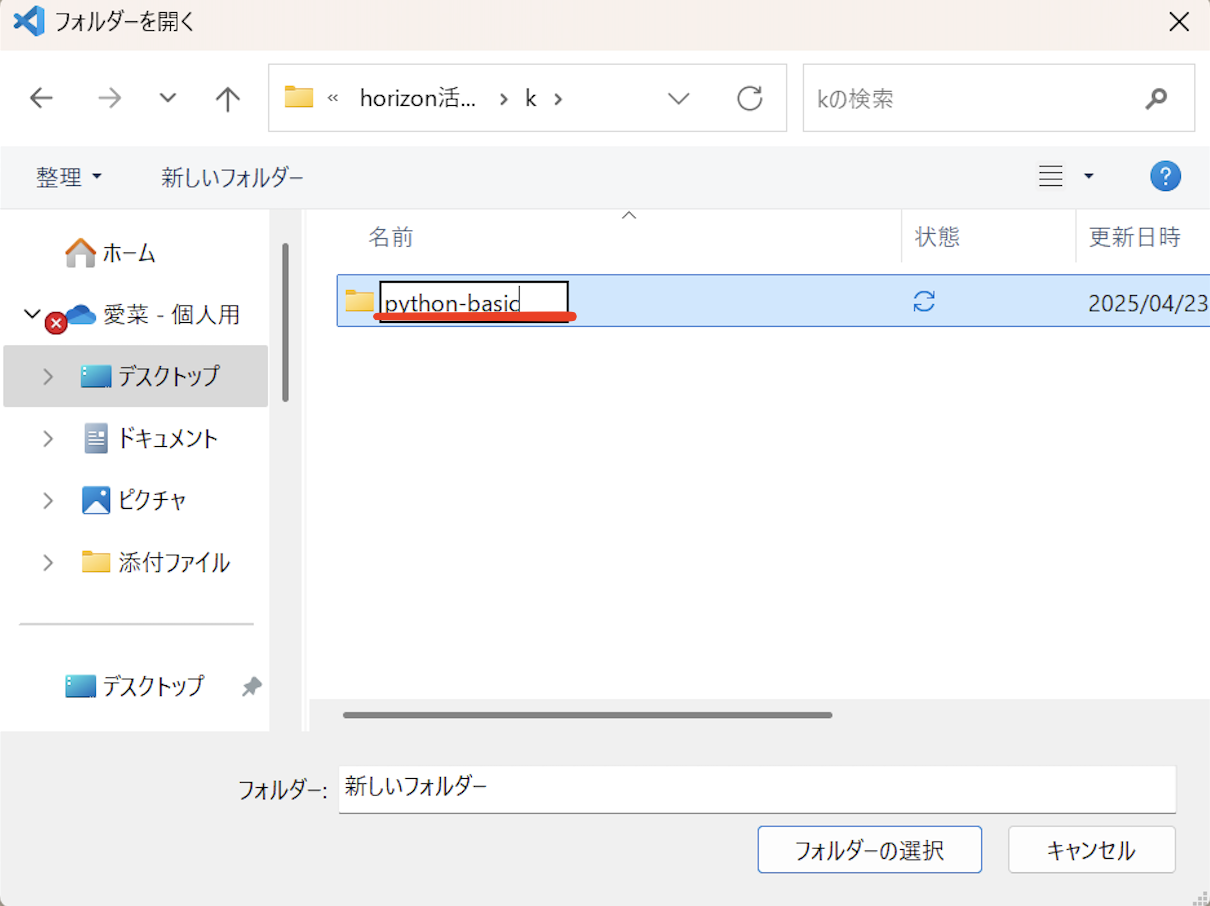 フォルダーを開く
« horizon活... › k ›
kの検索
整理
新しいフォルダー
?
名前
状態
更新日時
ホーム
愛菜 - 個人用
デスクトップ
ドキュメント
ピクチャ
添付ファイル
デスクトップ
python-basic
2025/04/23
フォルダー:
新しいフォルダー
フォルダーの選択
キャンセル